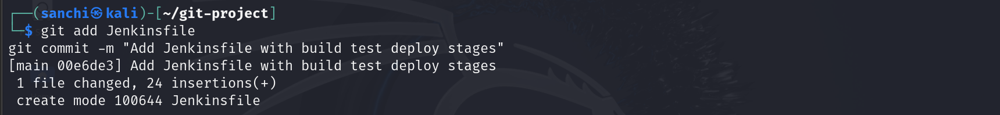 ┌──(sanchi㉿kali)-[~/git-project]
└─$ git add Jenkinsfile
git commit -m "Add Jenkinsfile with build test deploy stages"
[main 00e6de3] Add Jenkinsfile with build test deploy stages
 1 file changed, 24 insertions(+)
 create mode 100644 Jenkinsfile